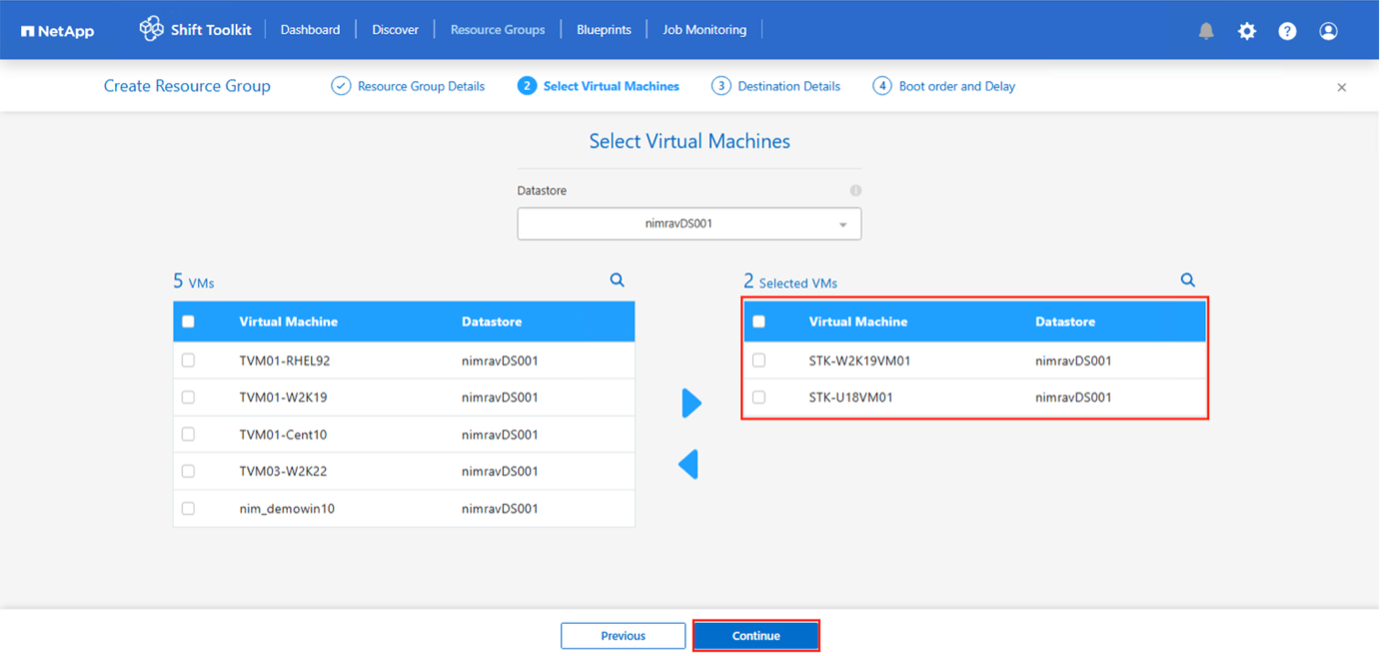 NetApp Shift Toolkit Dashboard Discover Resource Groups Blueprints Job Monitoring ?
Create Resource Group Resource Group Details 2 Select Virtual Machines 3 Destination Details 4 Boot order and Delay
Select Virtual Machines
Datastore
nimravDS001
5 VMs 2 Selected VMs
Virtual Machine Datastore Virtual Machine Datastore
TVM01-RHEL92 nimravDS001 STK-W2K19VM01 nimravDS001
TVM01-W2K19 nimravDS001 STK-U18VM01 nimravDS001
TVM01-Cent10 nimravDS001
TVM03-W2K22 nimravDS001
nim_demowin10 nimravDS001
Previous Continue